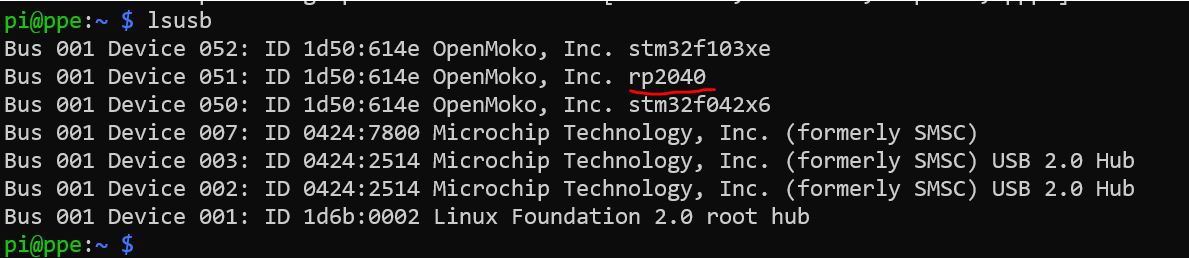 pi@ppe:~ $ lsusb
Bus 001 Device 052: ID 1d50:614e OpenMoko, Inc. stm32f103xe
Bus 001 Device 051: ID 1d50:614e OpenMoko, Inc. rp2040
Bus 001 Device 050: ID 1d50:614e OpenMoko, Inc. stm32f042x6
Bus 001 Device 007: ID 0424:7800 Microchip Technology, Inc. (formerly SMSC)
Bus 001 Device 003: ID 0424:2514 Microchip Technology, Inc. (formerly SMSC) USB 2.0 Hub
Bus 001 Device 002: ID 0424:2514 Microchip Technology, Inc. (formerly SMSC) USB 2.0 Hub
Bus 001 Device 001: ID 1d6b:0002 Linux Foundation 2.0 root hub
pi@ppe:~ $